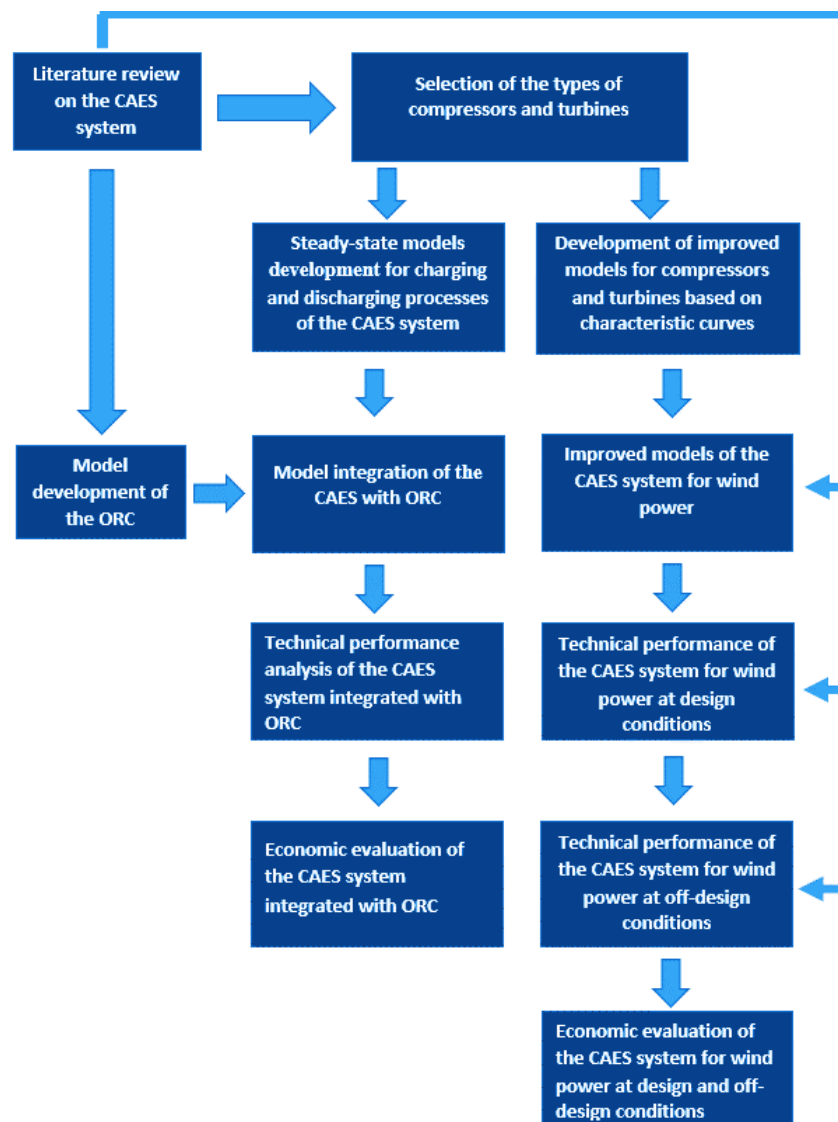 Literature review
on the CAES
system
Selection of the types of
compressors and turbines
Steady-state models
development for charging
and discharging processes
of the CAES system
Development of improved
models for compressors
and turbines based on
characteristic curves
Model
development of
the ORC
Model integration of the
CAES with ORC
Improved models of the
CAES system for wind
power
Technical performance
analysis of the CAES
system integrated with
ORC
Technical performance of
the CAES system for wind
power at design
conditions
Economic evaluation of
the CAES system
integrated with ORC
Technical performance of
the CAES system for wind
power at off-design
conditions
Economic evaluation of
the CAES system for wind
power at design and off-
design conditions